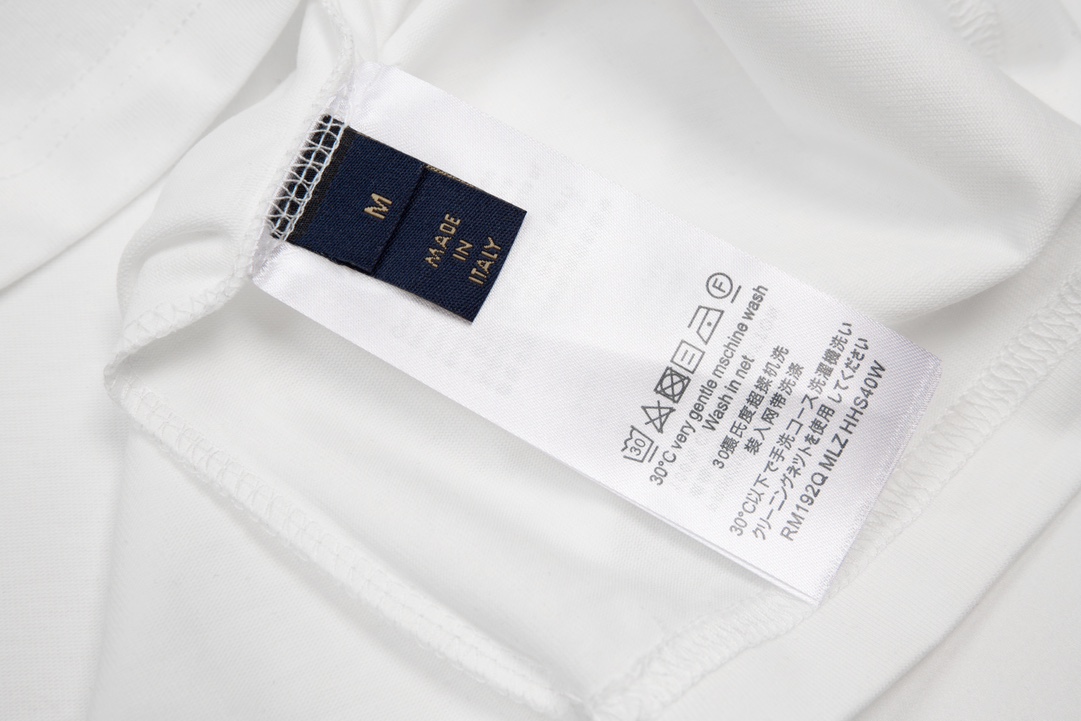 M
MADE
IN
ITALY
30
F
30°C very gentle mschine wash
Wash in net
30摄氏度超揉机洗
装入网带洗涤
30°C以下で手洗コース洗濯機洗い
クリーニングネットを使用してください
RM192Q MLZ HHS40W